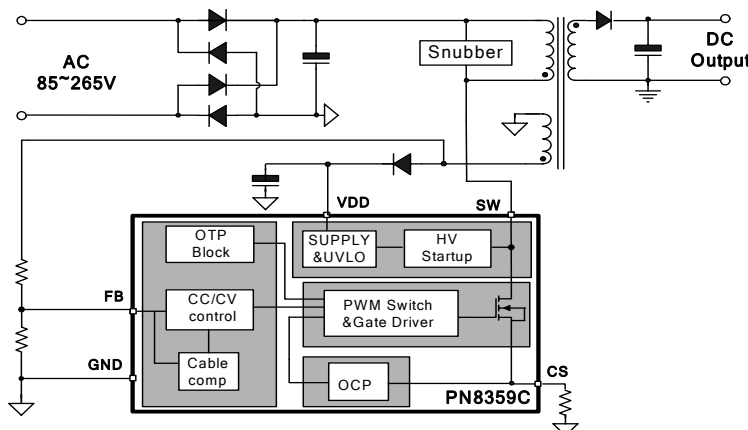 AC
85~265V
Snubber
DC
Output
VDD
SW
OTP
Block
SUPPLY
&UVLO
HV
Startup
FB
CC/CV
control
PWM Switch
&Gate Driver
GND
Cable
comp
OCP
CS
PN8359C